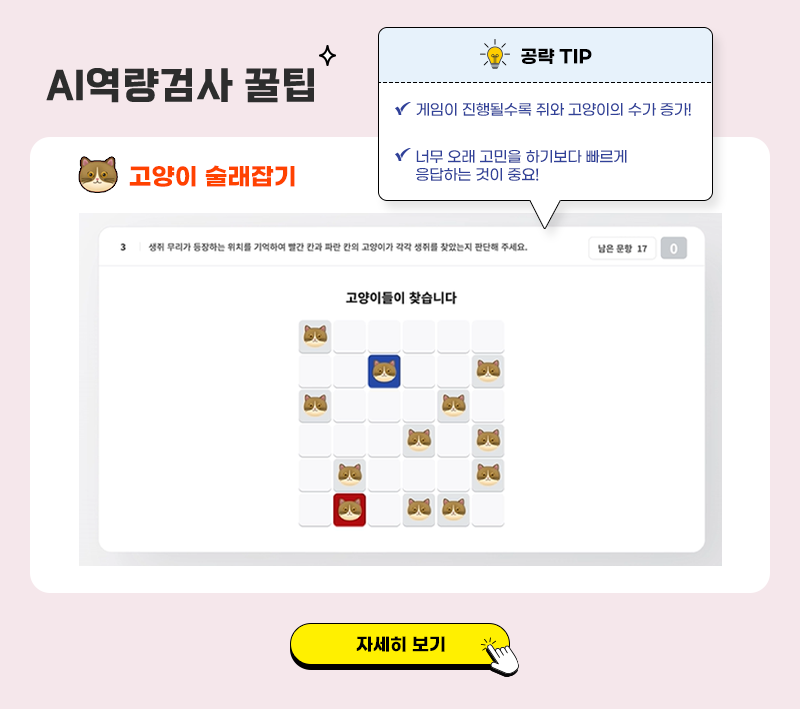 AI역량검사 꿀팁
공략 TIP
게임이 진행될수록 쥐와 고양이의 수가 증가!
너무 오래 고민을 하기보다 빠르게
응답하는 것이 중요!
고양이 술래잡기
3 생쥐 무리가 등장하는 위치를 기억하여 빨간 칸과 파란 칸의 고양이가 각각 생쥐를 찾았는지 판단해 주세요. 남은 문항 17 0
고양이들이 찾습니다
자세히 보기